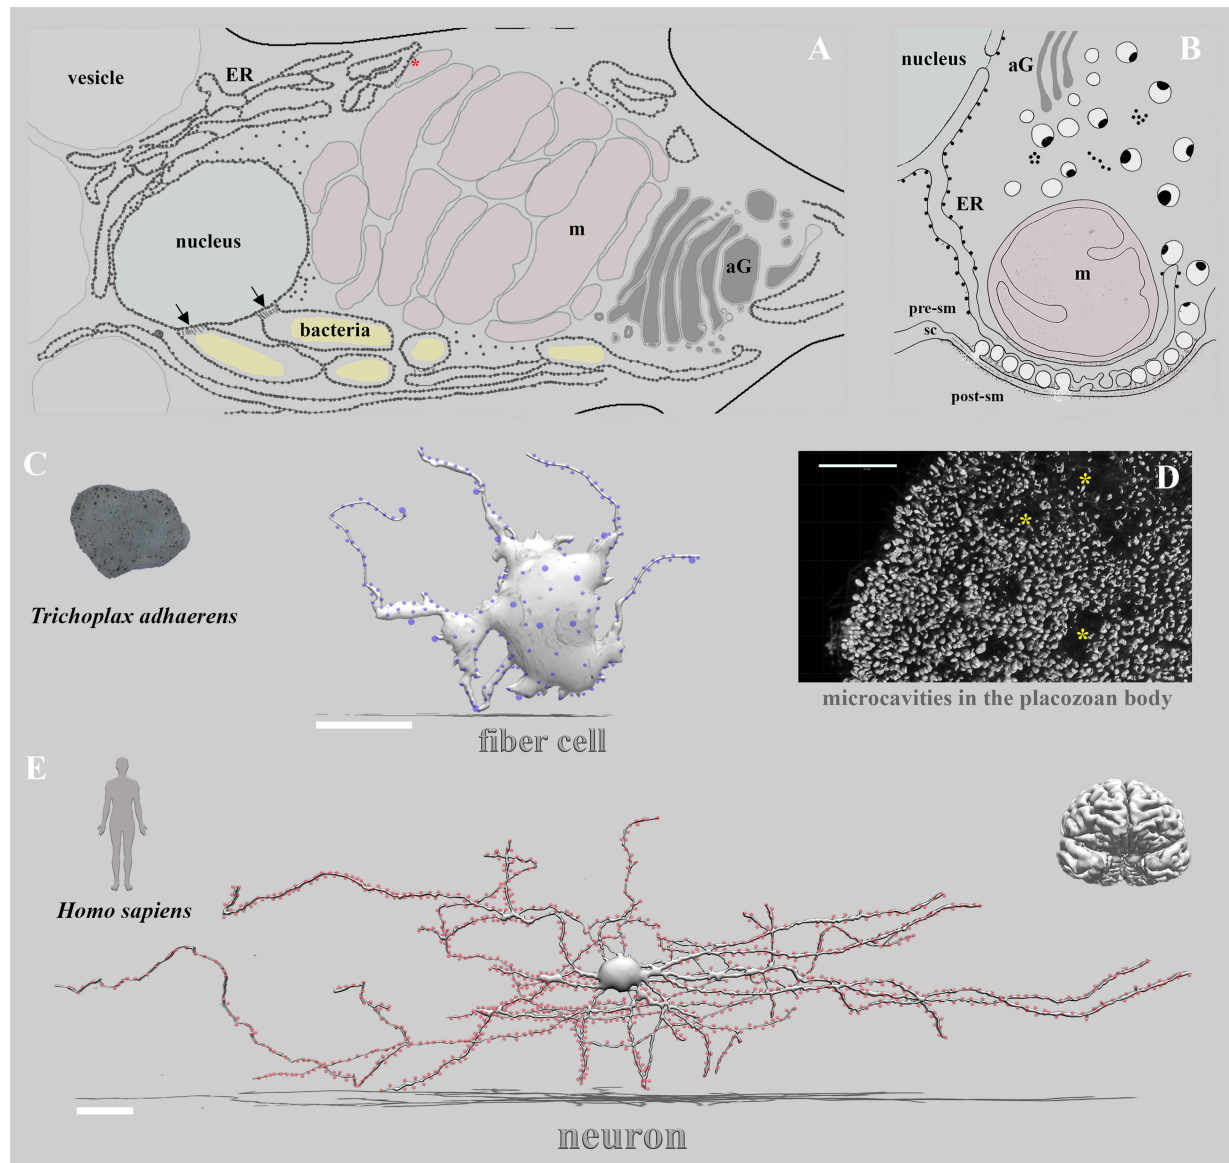 A
vesicle
ER
*
nucleus
m
aG
bacteria
B
nucleus
aG
ER
m
pre-sm
sc
post-sm
C
Trichoplax adhaerens
fiber cell
D
*
*
*
microcavities in the placozoan body
E
Homo sapiens
neuron